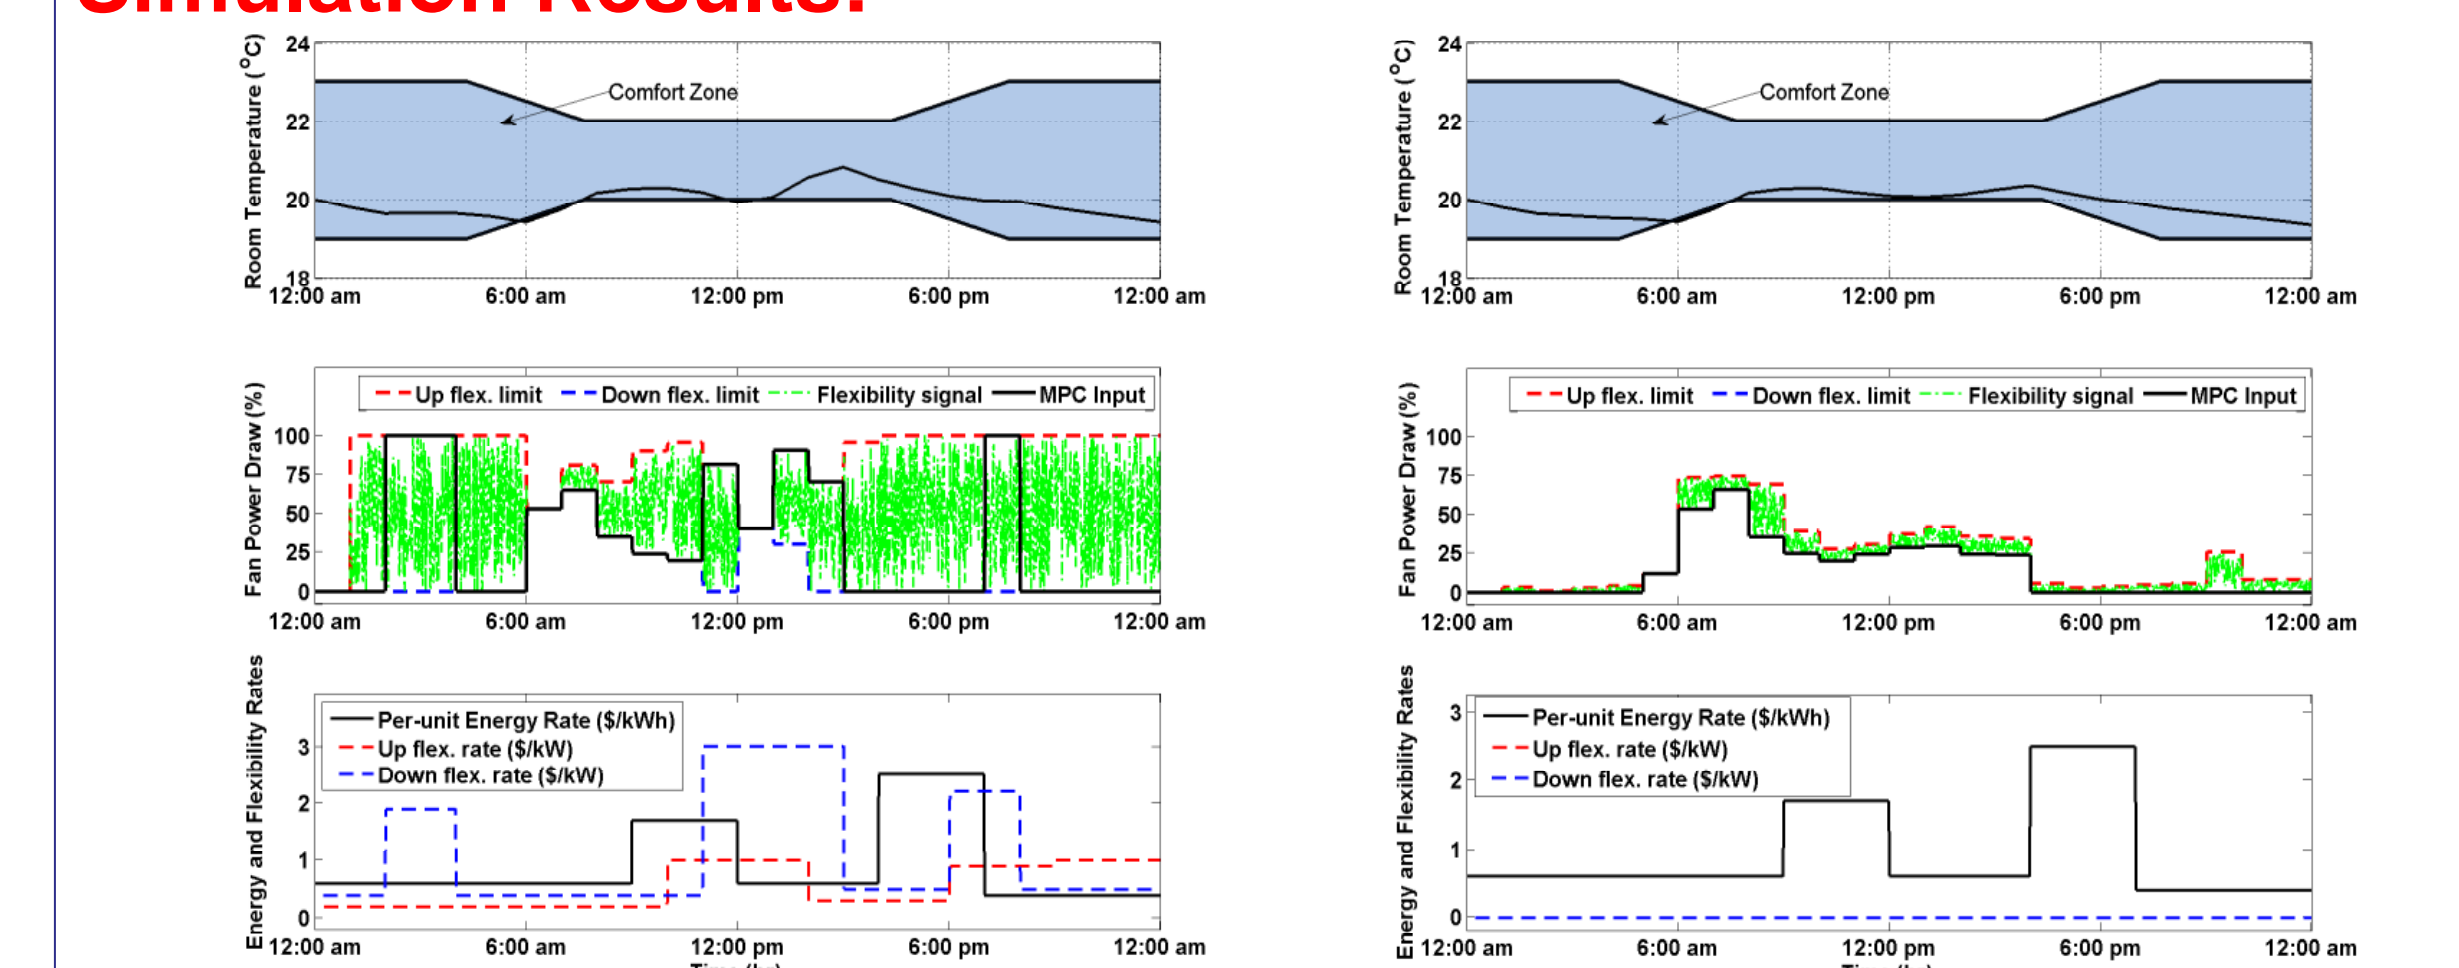 Simulation Results:
Room Temperature (°C)
24
22
20
18
Comfort Zone
12:00 am
6:00 am
12:00 pm
6:00 pm
12:00 am
Room Temperature (°C)
24
22
20
18
Comfort Zone
12:00 am
6:00 am
12:00 pm
6:00 pm
12:00 am
Fan Power Draw (%)
100
75
50
25
0
Up flex. limit
Down flex. limit
Flexibility signal
MPC Input
12:00 am
6:00 am
12:00 pm
6:00 pm
12:00 am
Fan Power Draw (%)
100
75
50
25
0
Up flex. limit
Down flex. limit
Flexibility signal
MPC Input
12:00 am
6:00 am
12:00 pm
6:00 pm
12:00 am
Energy and Flexibility Rates
3
2
1
0
Per-unit Energy Rate ($/kWh)
Up flex. rate ($/kW)
Down flex. rate ($/kW)
12:00 am
6:00 am
12:00 pm
6:00 pm
12:00 am
Time (hr)
Energy and Flexibility Rates
3
2
1
0
Per-unit Energy Rate ($/kWh)
Up flex. rate ($/kW)
Down flex. rate ($/kW)
12:00 am
6:00 am
12:00 pm
6:00 pm
12:00 am
Time (hr)